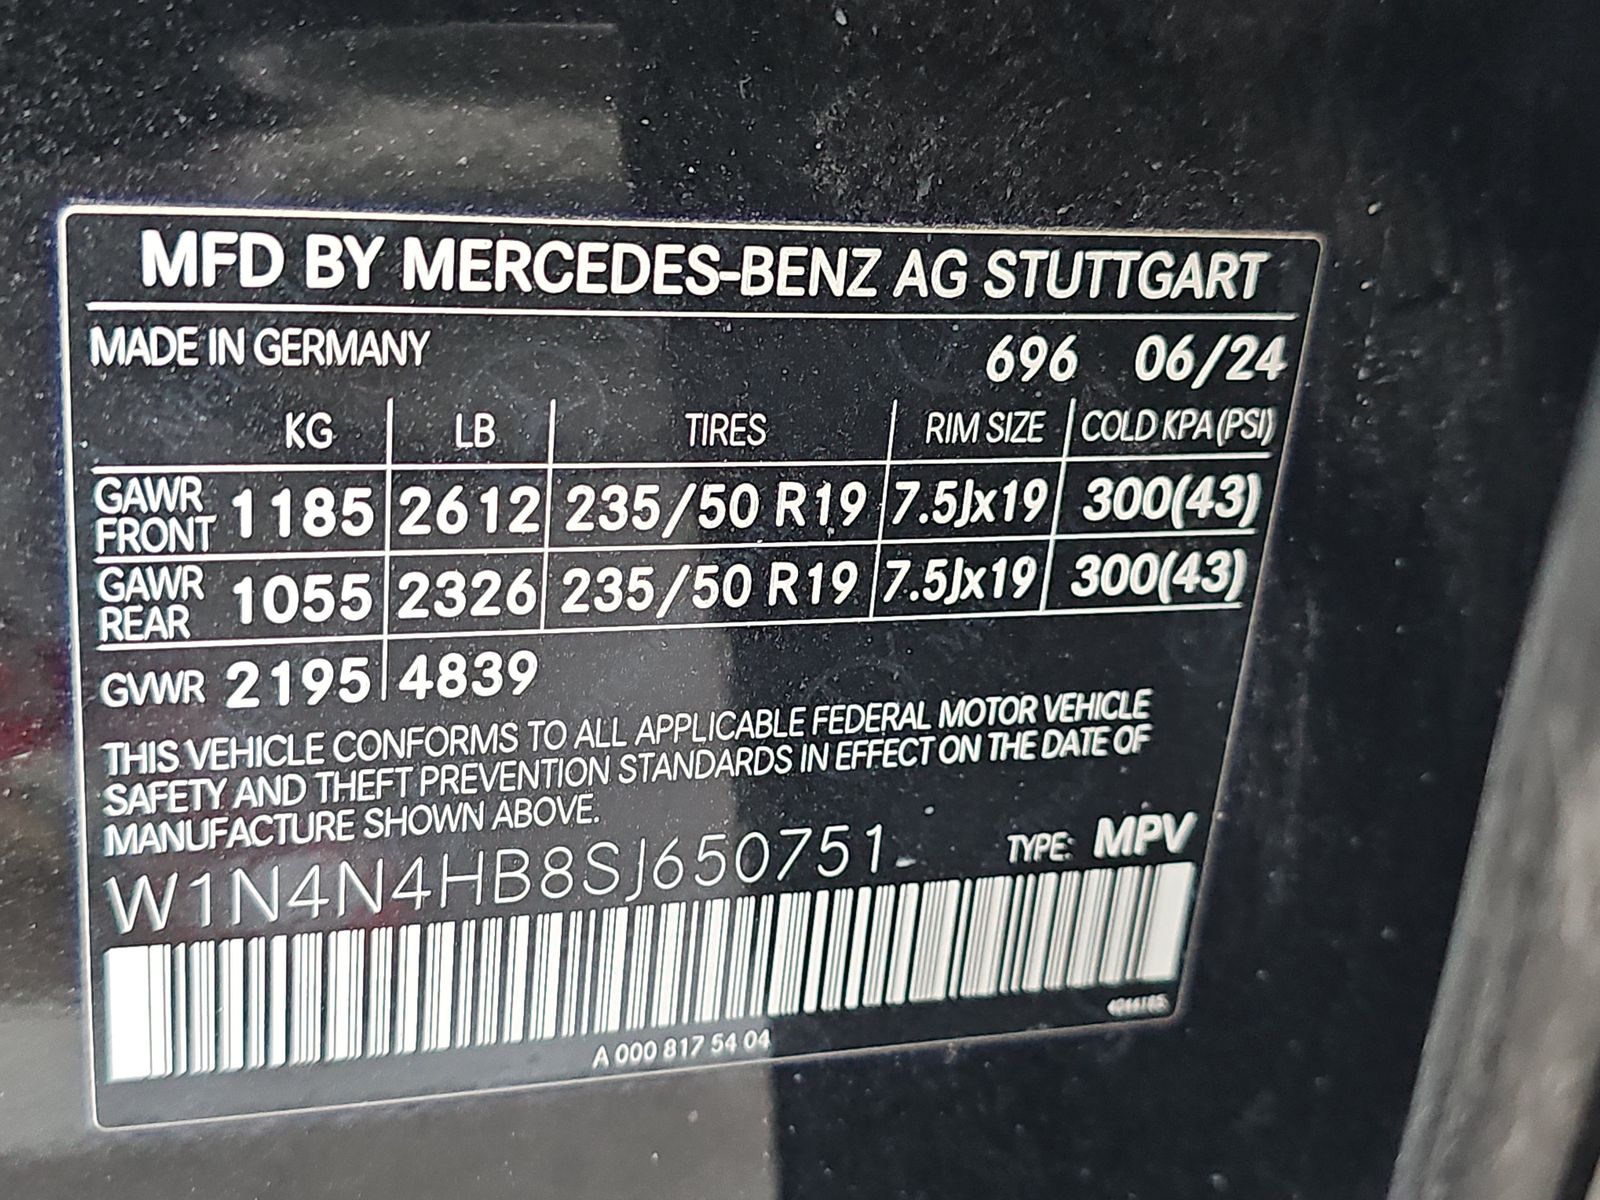 MFD BY MERCEDES-BENZ AG STUTTGART
MADE IN GERMANY 696 06/24
KG LB TIRES RIM SIZE COLD KPA(PSI)
GAWR FRONT 1185 2612 235/50 R19 7.5Jx19 300(43)
GAWR REAR 1055 2326 235/50 R19 7.5Jx19 300(43)
GVWR 2195 4839
THIS VEHICLE CONFORMS TO ALL APPLICABLE FEDERAL MOTOR VEHICLE
SAFETY AND THEFT PREVENTION STANDARDS IN EFFECT ON THE DATE OF
MANUFACTURE SHOWN ABOVE.
W1N4N4HB8SJ650751- TYPE: MPV
A 000 817 54 04